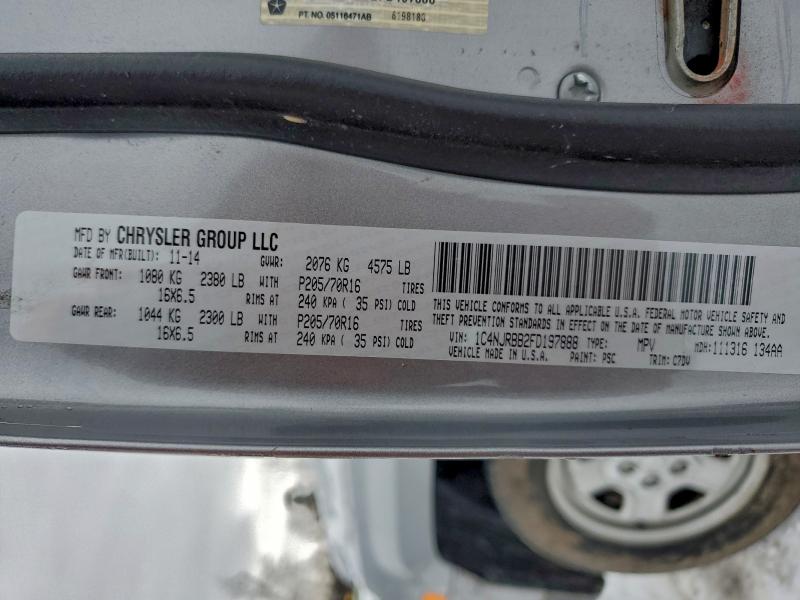 PT. NO. 05116471AB 6198180
MFD BY CHRYSLER GROUP LLC
DATE OF MFR(BUILT): 11-14 GVWR: 2076 KG 4575 LB
GAWR FRONT: 1080 KG 2380 LB WITH P205/70R16 TIRES
16X6.5 RIMS AT 240 KPA ( 35 PSI) COLD
GAWR REAR: 1044 KG 2300 LB WITH P205/70R16 TIRES
16X6.5 RIMS AT 240 KPA ( 35 PSI) COLD
THIS VEHICLE CONFORMS TO ALL APPLICABLE U.S.A. FEDERAL MOTOR VEHICLE SAFETY AND
THEFT PREVENTION STANDARDS IN EFFECT ON THE DATE OF MANUFACTURE SHOWN ABOVE.
VIN: 1C4NJRBB2FD197888 TYPE: MPV MDH: 111316 134AA
VEHICLE MADE IN U.S.A. PAINT: PSC TRIM: C7DV